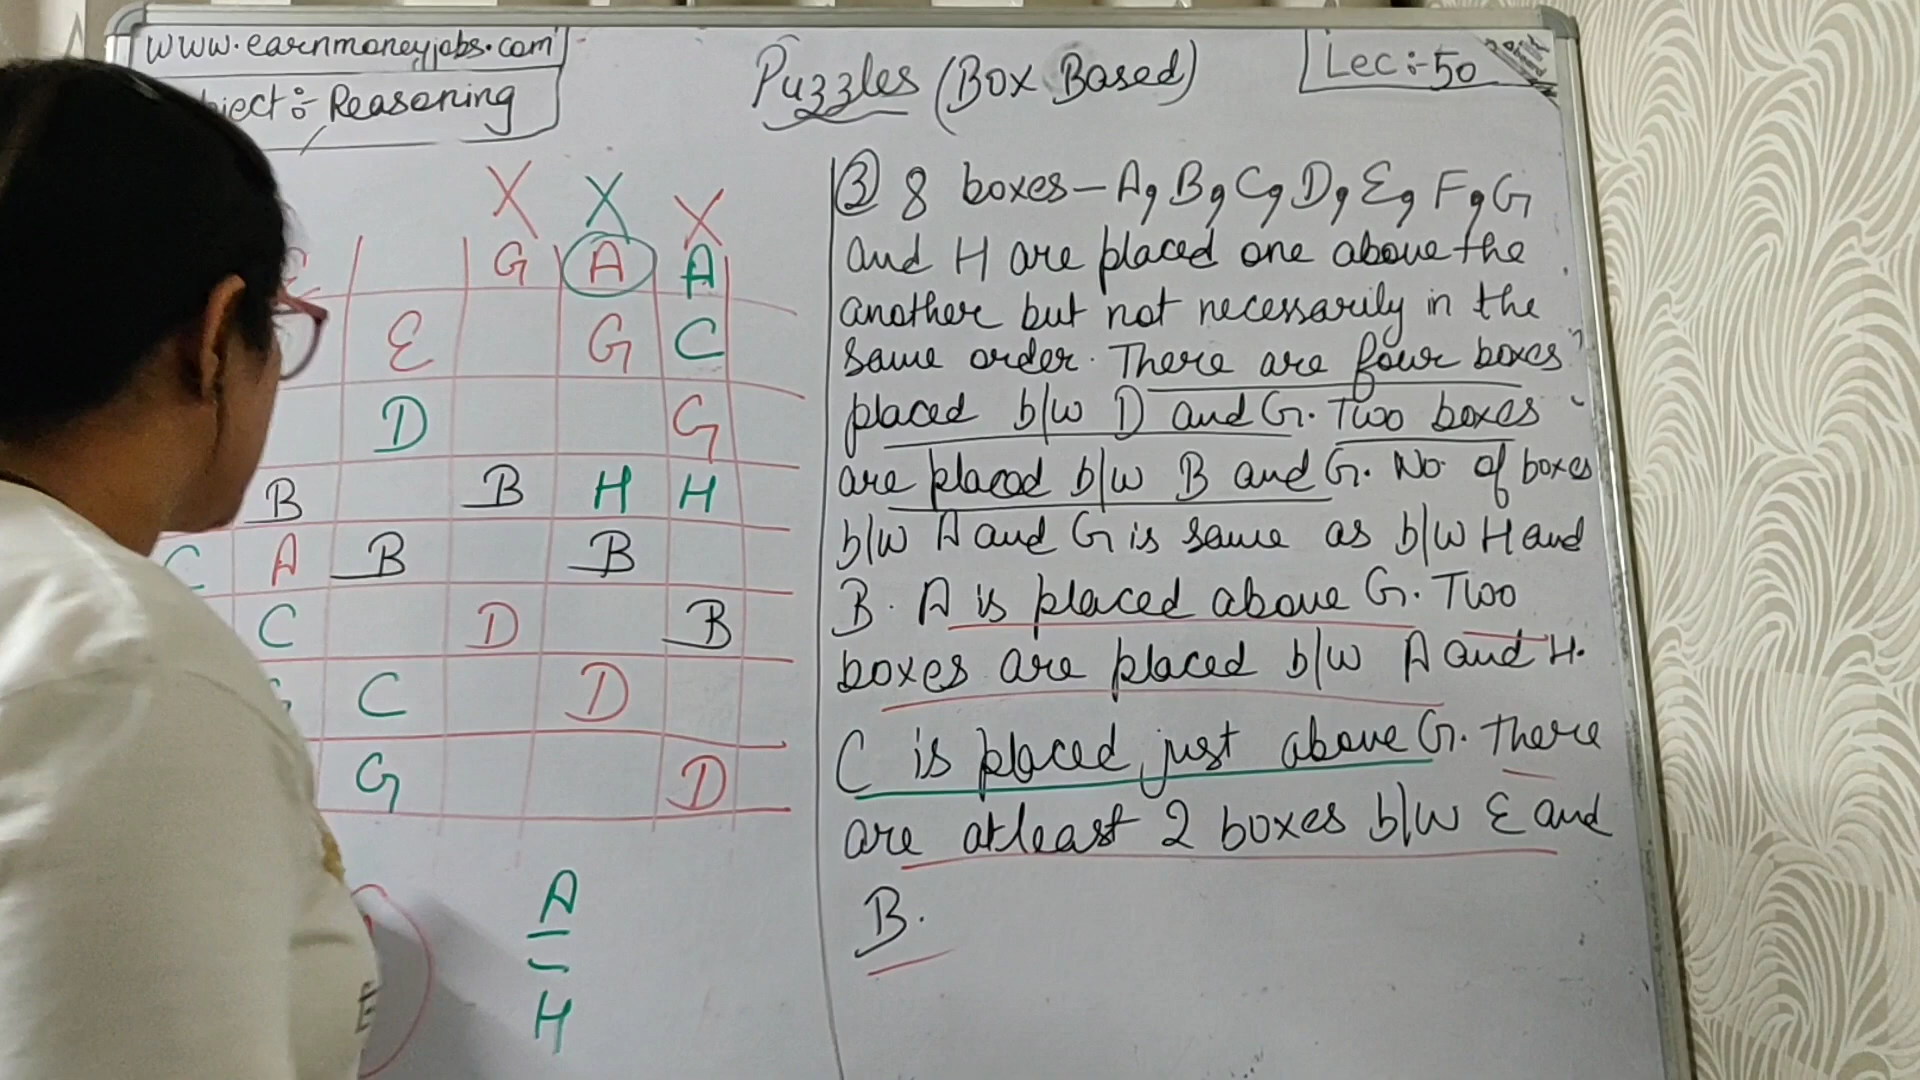 www.earnmoneyjobs.com
Puzzles (Box Based)
Lec:-50
ject:- Reasoning
X X X
G A A
E G C
D G
B B H H
C A B B
C D B
C D
G D
A
H
E
③ 8 boxes – A, B, C, D, E, F, G
and H are placed one above the
another but not necessarily in the
same order. There are four boxes
placed b/w D and G. Two boxes
are placed b/w B and G. No. of boxes
b/w A and G is same as b/w H and
B. A is placed above G. Two
boxes are placed b/w A and H.
C is placed just above G. There
are atleast 2 boxes b/w E and
B.